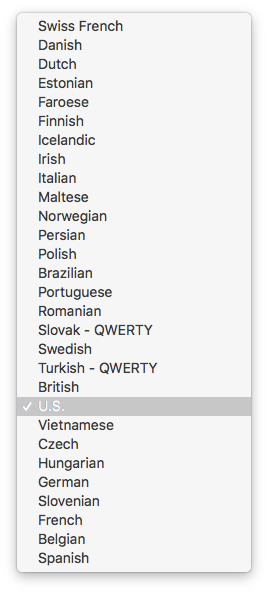 Swiss French
Danish
Dutch
Estonian
Faroese
Finnish
Icelandic
Irish
Italian
Maltese
Norwegian
Persian
Polish
Brazilian
Portuguese
Romanian
Slovak - QWERTY
Swedish
Turkish - QWERTY
British
✓ U.S.
Vietnamese
Czech
Hungarian
German
Slovenian
French
Belgian
Spanish